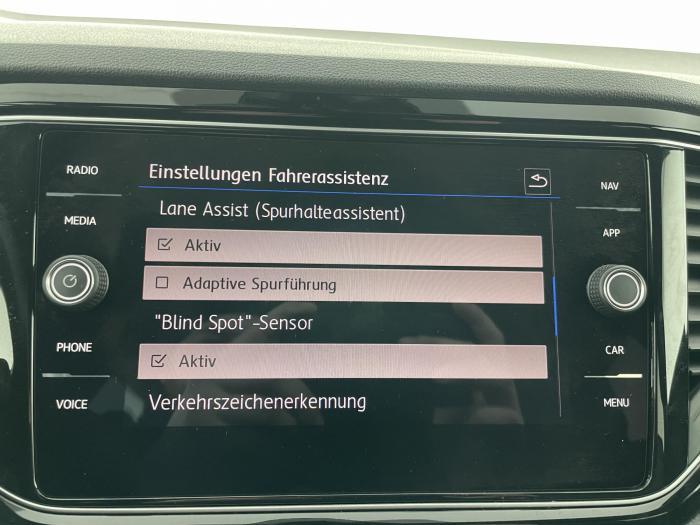 RADIO
MEDIA
PHONE
VOICE
Einstellungen Fahrerassistenz
Lane Assist (Spurhalteassistent)
Aktiv
Adaptive Spurführung
"Blind Spot"-Sensor
Aktiv
Verkehrszeichenerkennung
NAV
APP
CAR
MENU